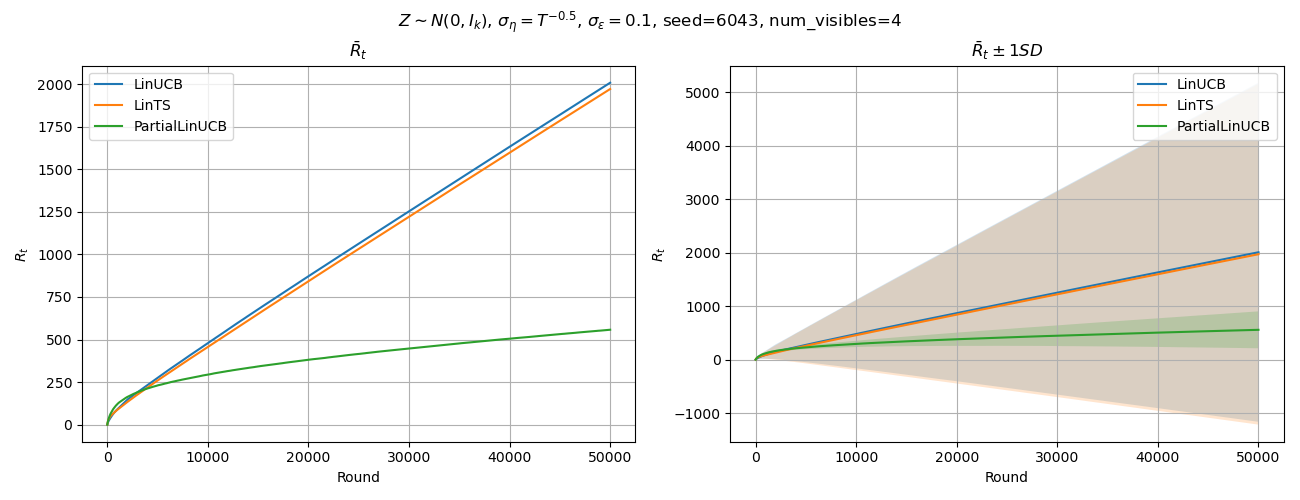 Z ∼ N(0, I_k), σ_η = T^{−0.5}, σ_ε = 0.1, seed=6043, num_visibles=4
R̄_t
2000
1750
1500
1250
1000
750
500
250
0
R_t
LinUCB
LinTS
PartialLinUCB
0 10000 20000 30000 40000 50000
Round
R̄_t ± 1SD
5000
4000
3000
2000
1000
0
−1000
R_t
LinUCB
LinTS
PartialLinUCB
0 10000 20000 30000 40000 50000
Round